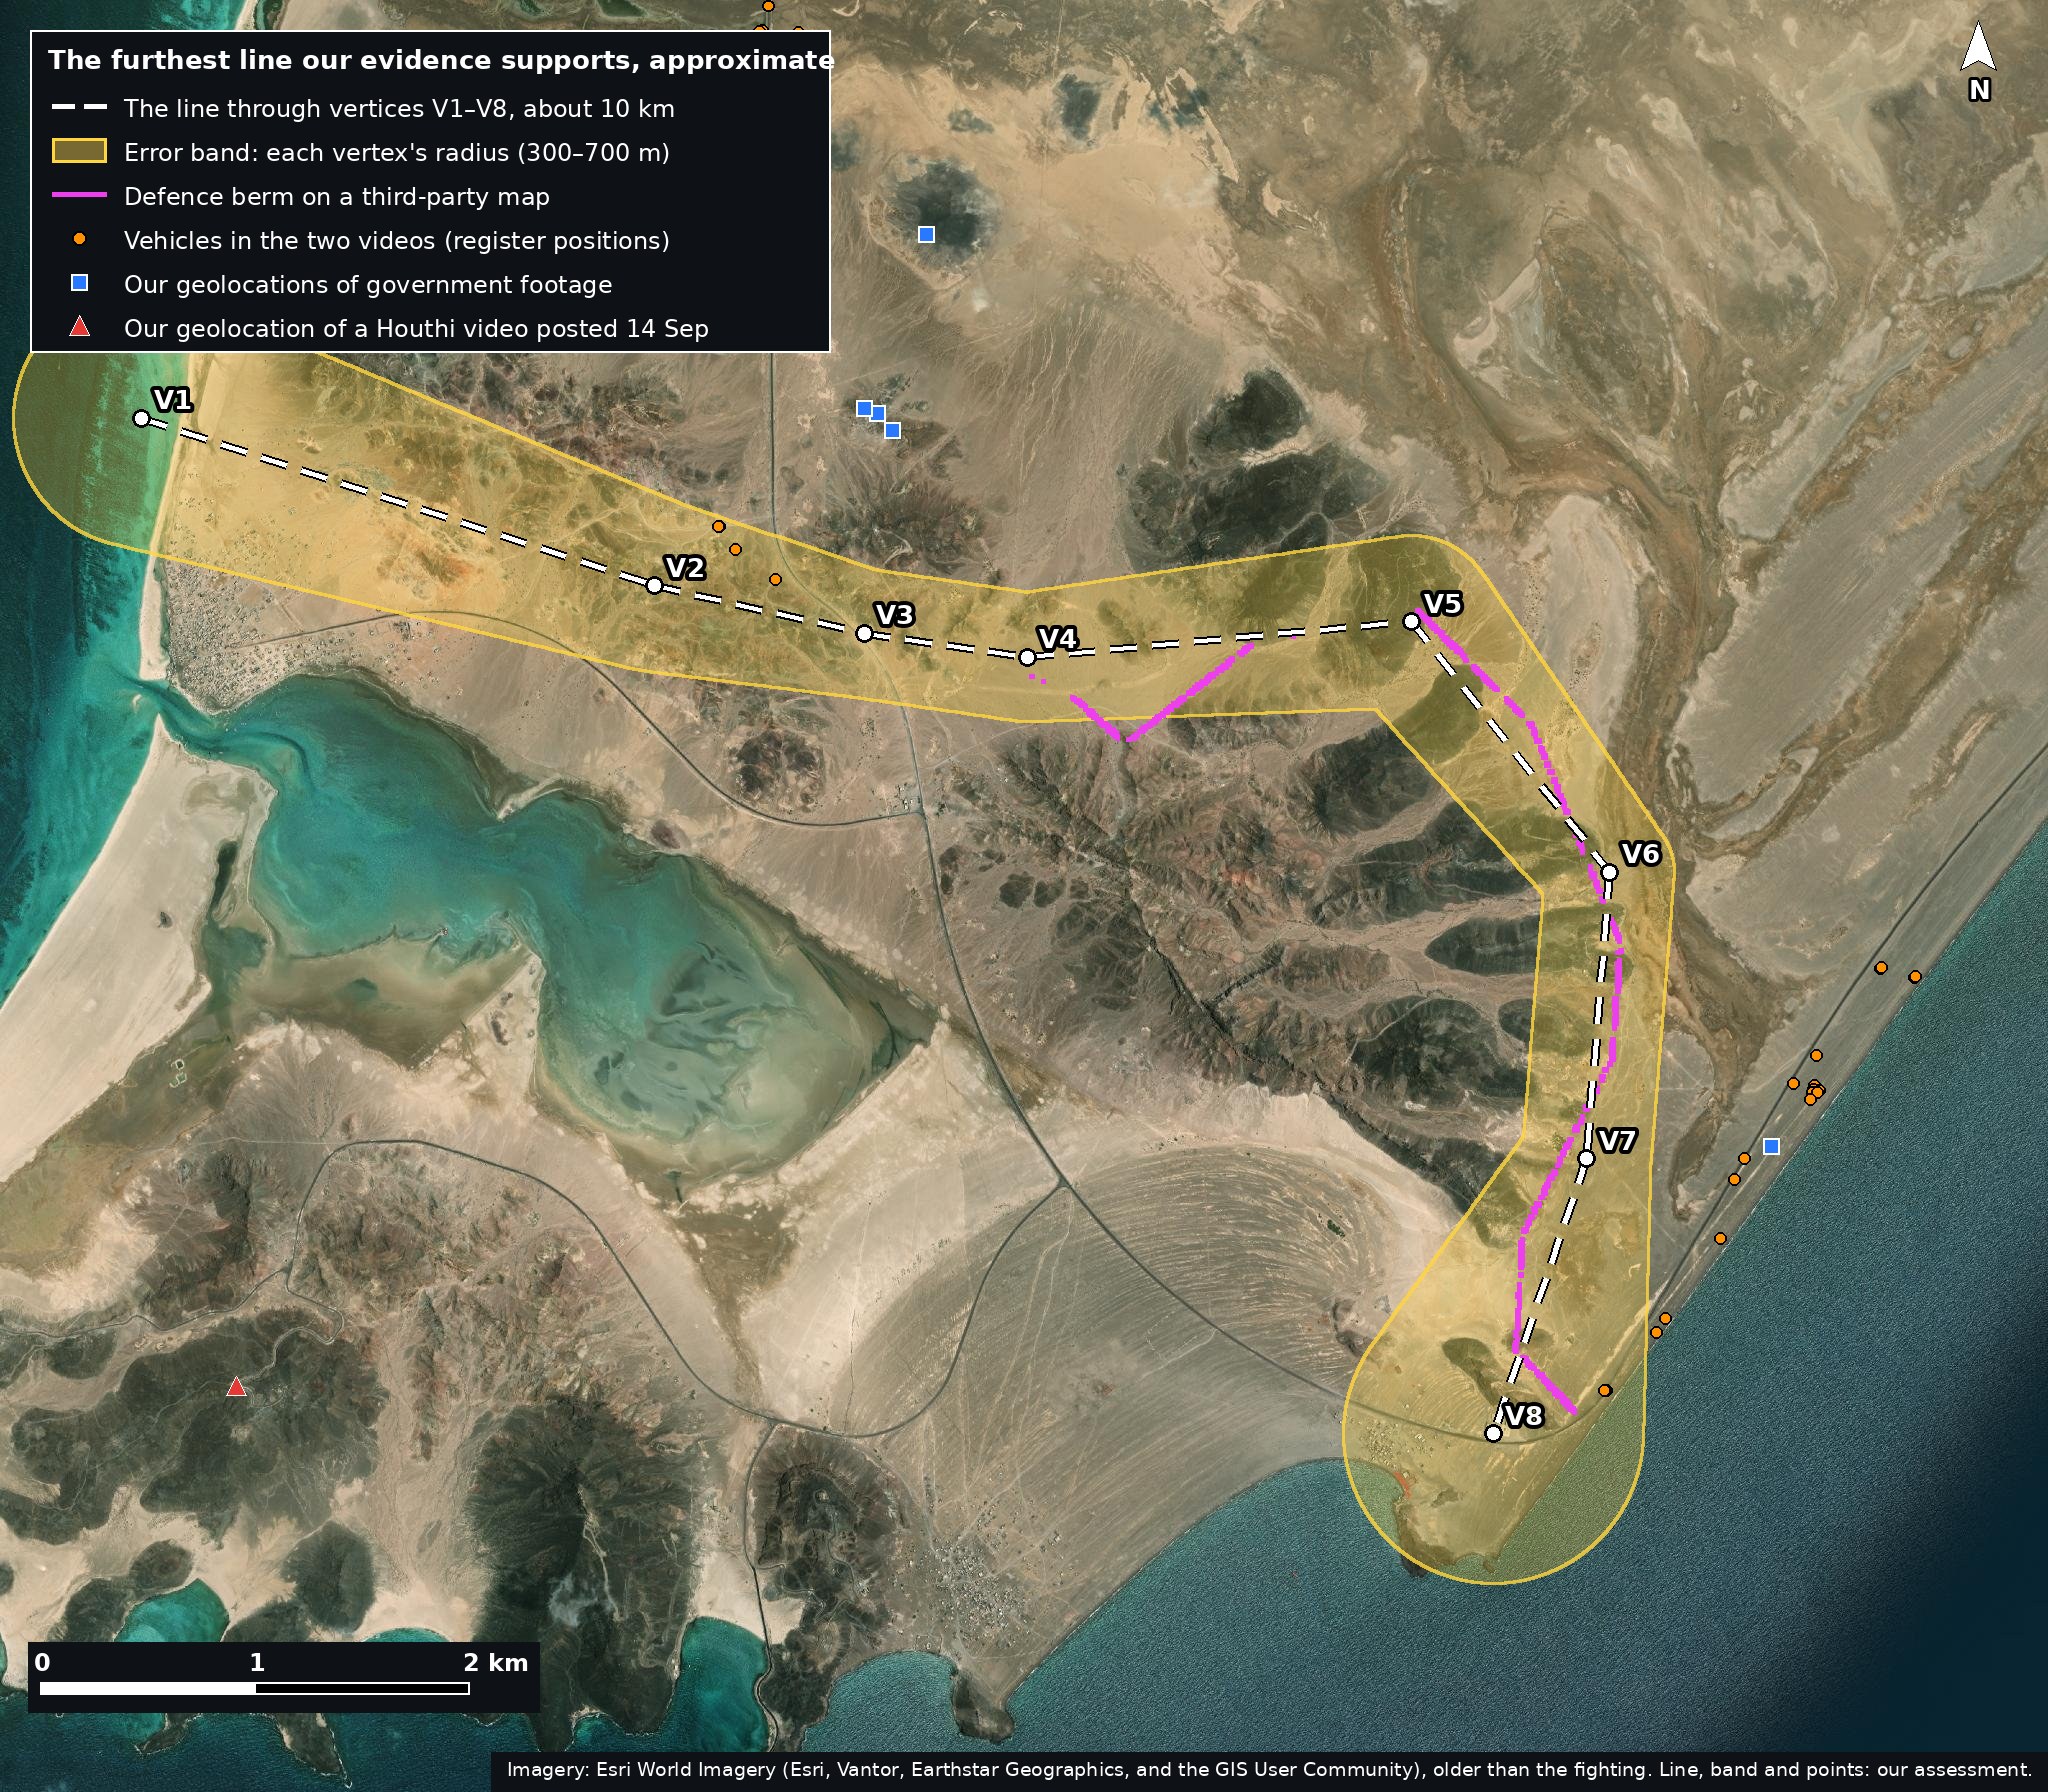 The furthest line our evidence supports, approximate
The line through vertices V1–V8, about 10 km
Error band: each vertex's radius (300–700 m)
Defence berm on a third-party map
Vehicles in the two videos (register positions)
Our geolocations of government footage
Our geolocation of a Houthi video posted 14 Sep
N
V1
V2
V3
V4
V5
V6
V7
V8
0 1 2 km
Imagery: Esri World Imagery (Esri, Vantor, Earthstar Geographics, and the GIS User Community), older than the fighting. Line, band and points: our assessment.